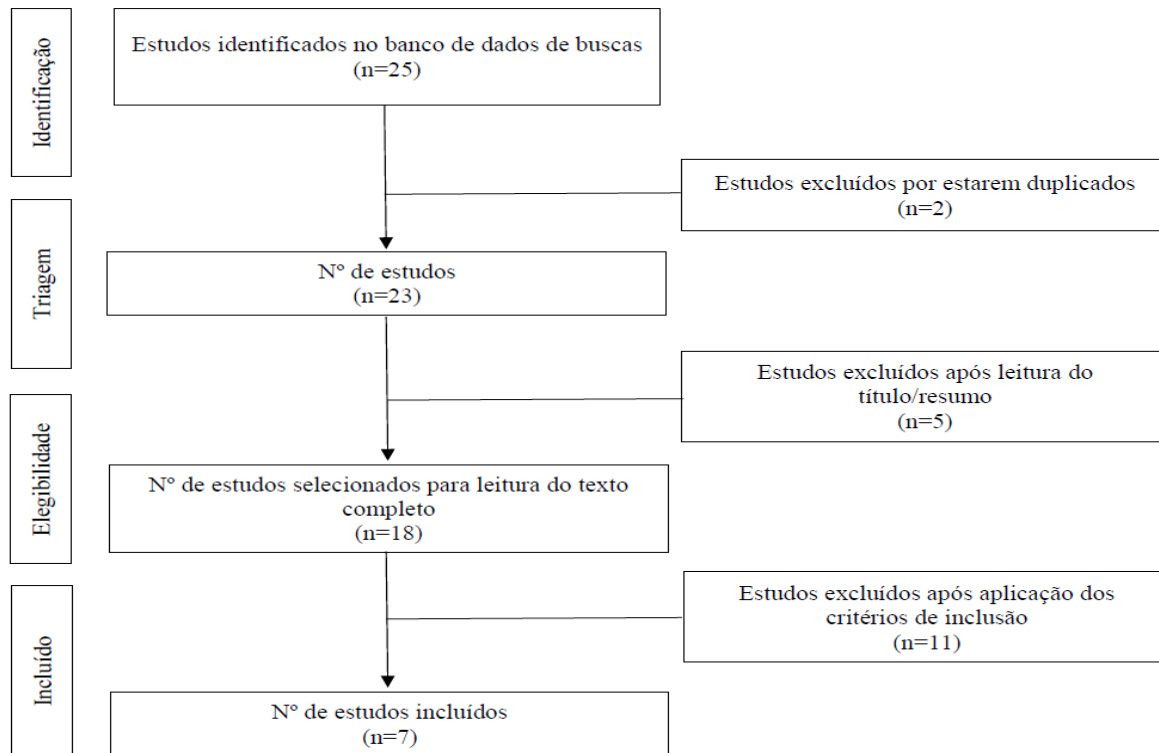 Identificação
Estudos identificados no banco de dados de buscas
(n=25)
Estudos excluídos por estarem duplicados
(n=2)
Triagem
Nº de estudos
(n=23)
Estudos excluídos após leitura do
título/resumo
(n=5)
Elegibilidade
Nº de estudos selecionados para leitura do texto
completo
(n=18)
Estudos excluídos após aplicação dos
critérios de inclusão
(n=11)
Incluído
Nº de estudos incluídos
(n=7)